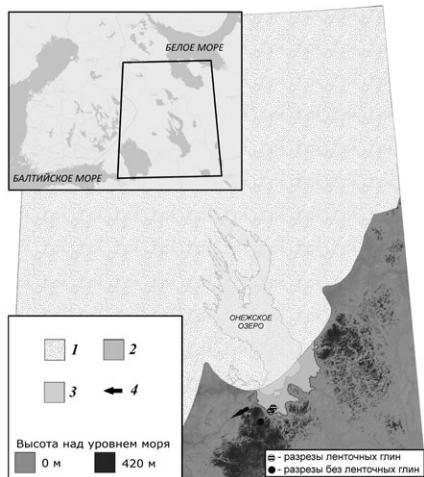 БЕЛОЕ МОРЕ
БАЛТИЙСКОЕ МОРЕ
ОНЕЖСКОЕ
ОЗЕРО
1 2
3 4
Высота над уровнем моря
0 м 420 м
- разрезы ленточных глин
- разрезы без ленточных глин